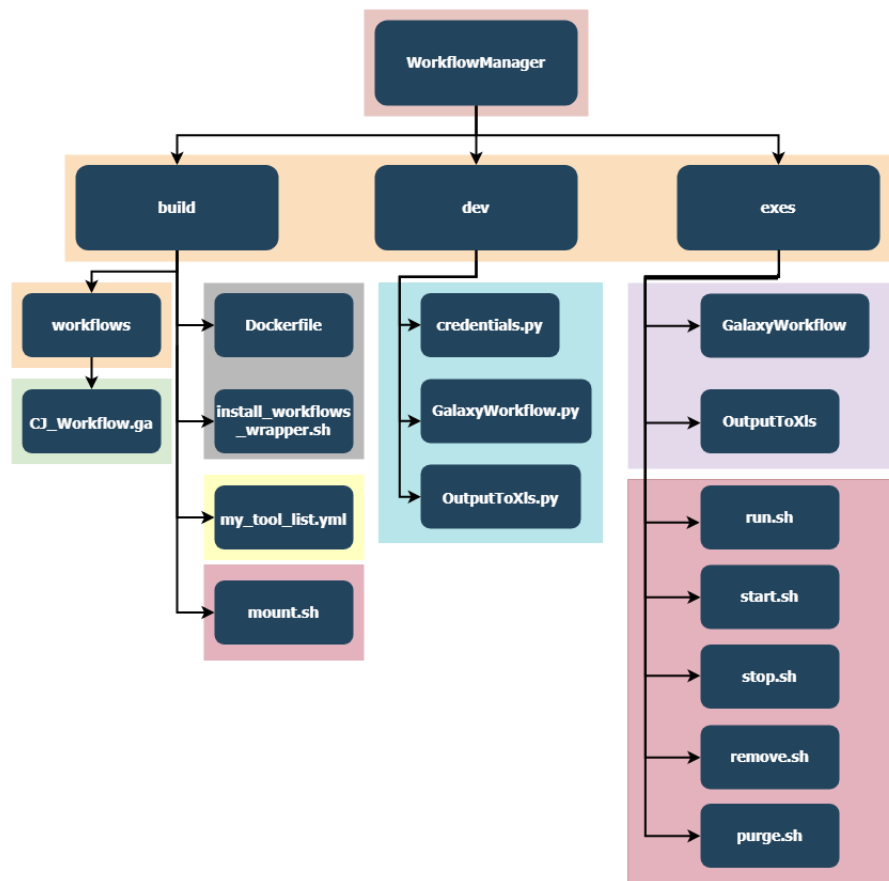 WorkflowManager
build
dev
exes
workflows
Dockerfile
credentials.py
GalaxyWorkflow
CJ_Workflow.ga
install_workflows
_wrapper.sh
GalaxyWorkflow.py
OutputToXls
my_tool_list.yml
OutputToXls.py
run.sh
mount.sh
start.sh
stop.sh
remove.sh
purge.sh